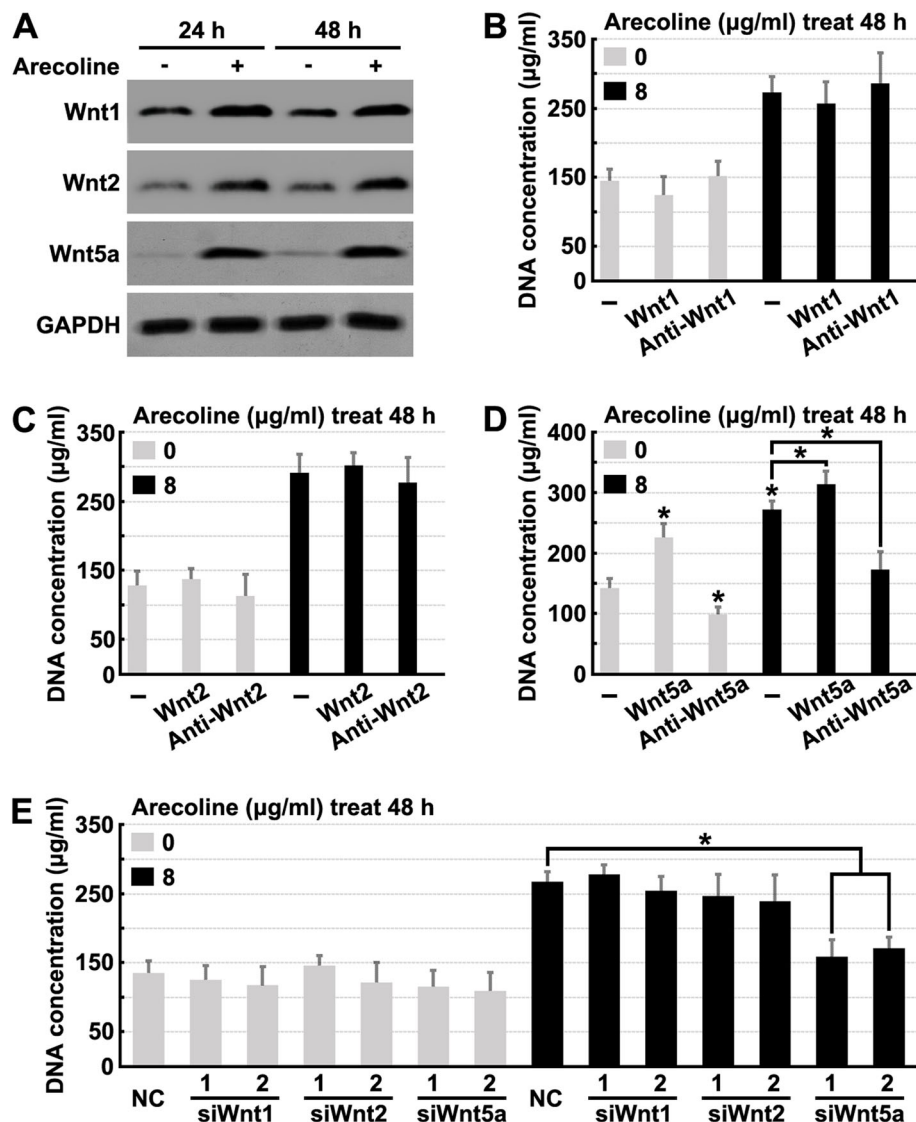 A
24 h 48 h
Arecoline - + - +
Wnt1
Wnt2
Wnt5a
GAPDH
B
Arecoline (µg/ml) treat 48 h
DNA concentration (µg/ml)
350
250
150
50
0
0
8
– Wnt1 Anti-Wnt1 – Wnt1 Anti-Wnt1
C
Arecoline (µg/ml) treat 48 h
DNA concentration (µg/ml)
350
250
150
50
0
0
8
– Wnt2 Anti-Wnt2 – Wnt2 Anti-Wnt2
D
Arecoline (µg/ml) treat 48 h
DNA concentration (µg/ml)
400
300
200
100
0
0
8
* * * * *
– Wnt5a Anti-Wnt5a – Wnt5a Anti-Wnt5a
E
Arecoline (µg/ml) treat 48 h
DNA concentration (µg/ml)
350
250
150
50
0
0
8
*
NC 1 2 1 2 1 2 NC 1 2 1 2 1 2
siWnt1 siWnt2 siWnt5a siWnt1 siWnt2 siWnt5a